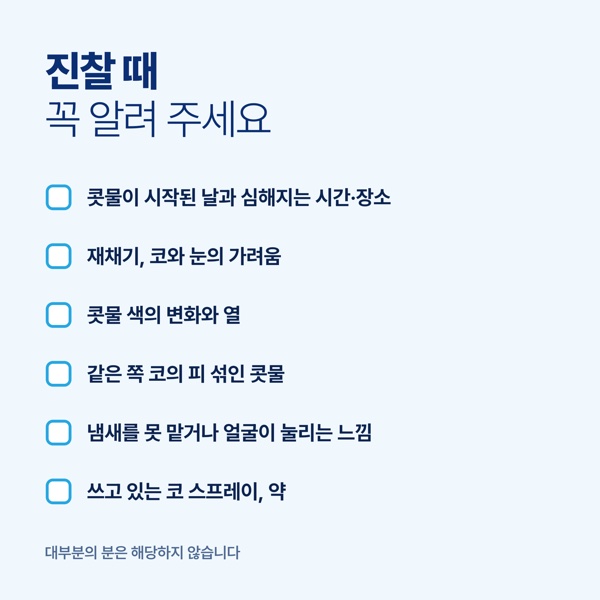 진찰 때
꼭 알려 주세요
콧물이 시작된 날과 심해지는 시간·장소
재채기, 코와 눈의 가려움
콧물 색의 변화와 열
같은 쪽 코의 피 섞인 콧물
냄새를 못 맡거나 얼굴이 눌리는 느낌
쓰고 있는 코 스프레이, 약
대부분의 분은 해당하지 않습니다